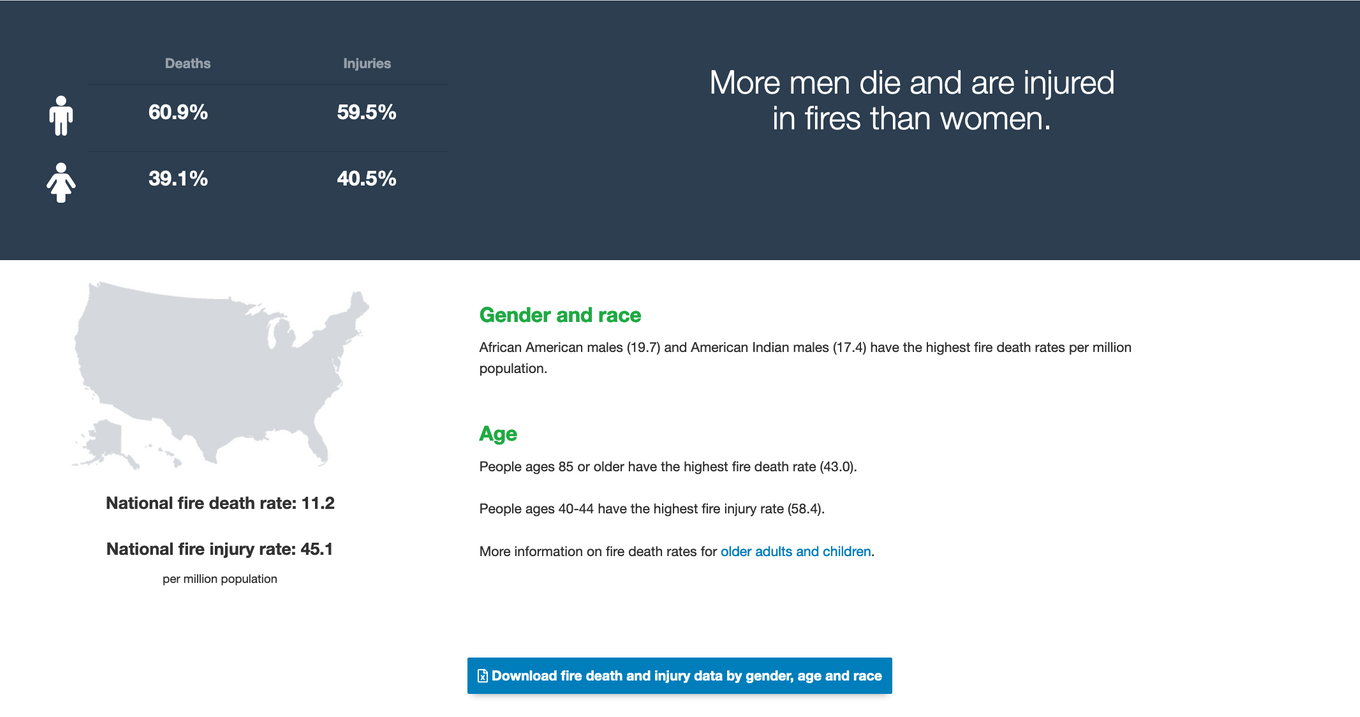 Deaths Injuries
60.9% 59.5%
39.1% 40.5%
More men die and are injured
in fires than women.
National fire death rate: 11.2
National fire injury rate: 45.1
per million population
Gender and race
African American males (19.7) and American Indian males (17.4) have the highest fire death rates per million
population.
Age
People ages 85 or older have the highest fire death rate (43.0).
People ages 40-44 have the highest fire injury rate (58.4).
More information on fire death rates for older adults and children.
Download fire death and injury data by gender, age and race